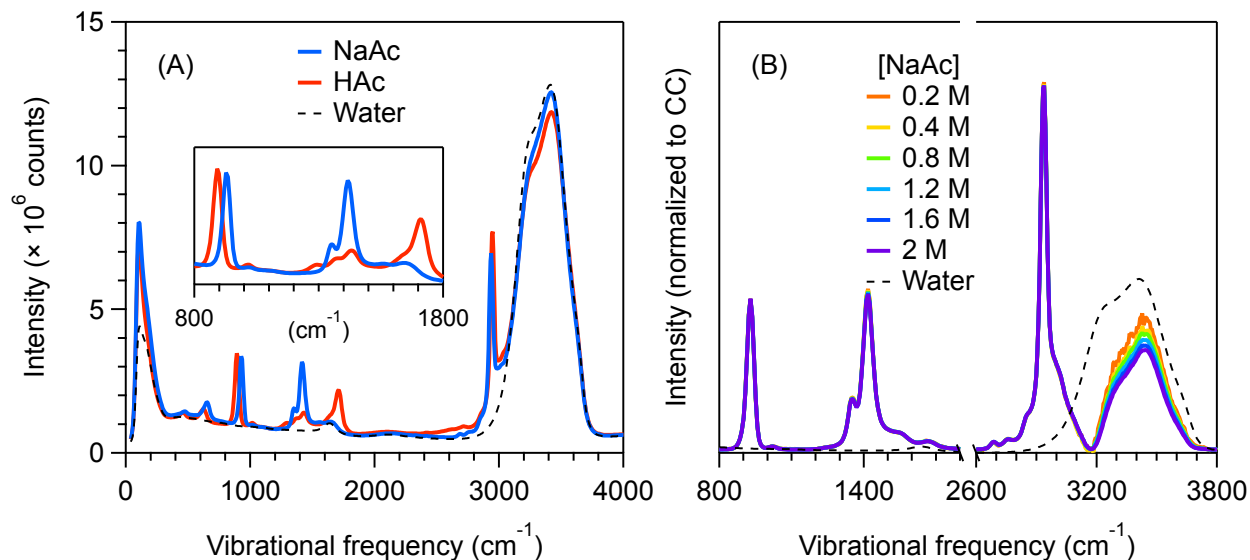 (A)
NaAc
HAc
Water
15
10
5
0
Intensity (× 10⁶ counts)
800
(cm⁻¹)
1800
0
1000
2000
3000
4000
Vibrational frequency (cm⁻¹)
(B)
[NaAc]
0.2 M
0.4 M
0.8 M
1.2 M
1.6 M
2 M
Water
Intensity (normalized to CC)
800
1400
2600
3200
3800
Vibrational frequency (cm⁻¹)